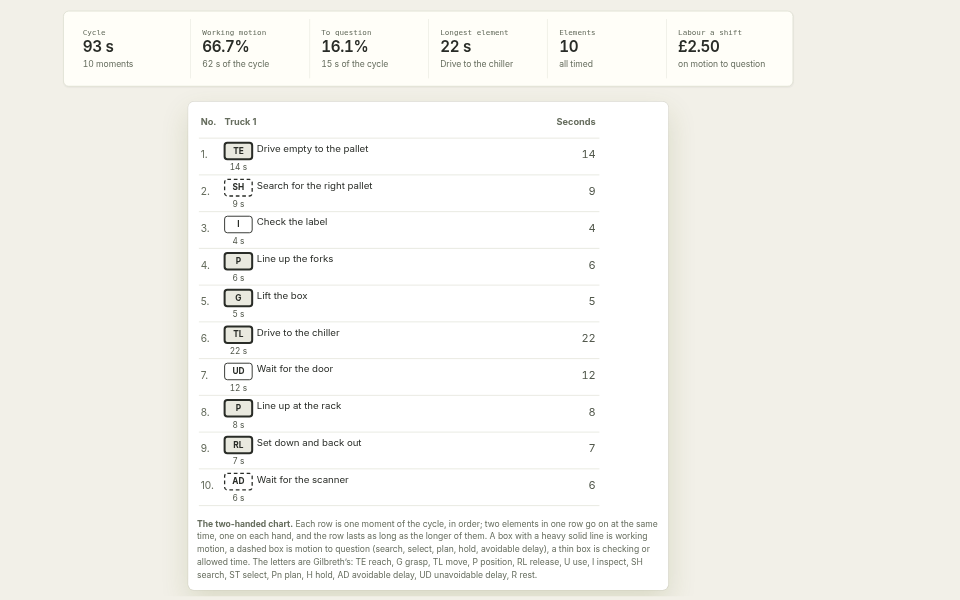 Cycle
93 s
10 moments
Working motion
66.7%
62 s of the cycle
To question
16.1%
15 s of the cycle
Longest element
22 s
Drive to the chiller
Elements
10
all timed
Labour a shift
£2.50
on motion to question
No. Truck 1 Seconds
1. TE Drive empty to the pallet 14
14 s
2. SH Search for the right pallet 9
9 s
3. I Check the label 4
4 s
4. P Line up the forks 6
6 s
5. G Lift the box 5
5 s
6. TL Drive to the chiller 22
22 s
7. UD Wait for the door 12
12 s
8. P Line up at the rack 8
8 s
9. RL Set down and back out 7
7 s
10. AD Wait for the scanner 6
6 s
The two-handed chart. Each row is one moment of the cycle, in order; two elements in one row go on at the same
time, one on each hand, and the row lasts as long as the longer of them. A box with a heavy solid line is working
motion, a dashed box is motion to question (search, select, plan, hold, avoidable delay), a thin box is checking or
allowed time. The letters are Gilbreth's: TE reach, G grasp, TL move, P position, RL release, U use, I inspect, SH
search, ST select, Pn plan, H hold, AD avoidable delay, UD unavoidable delay, R rest.